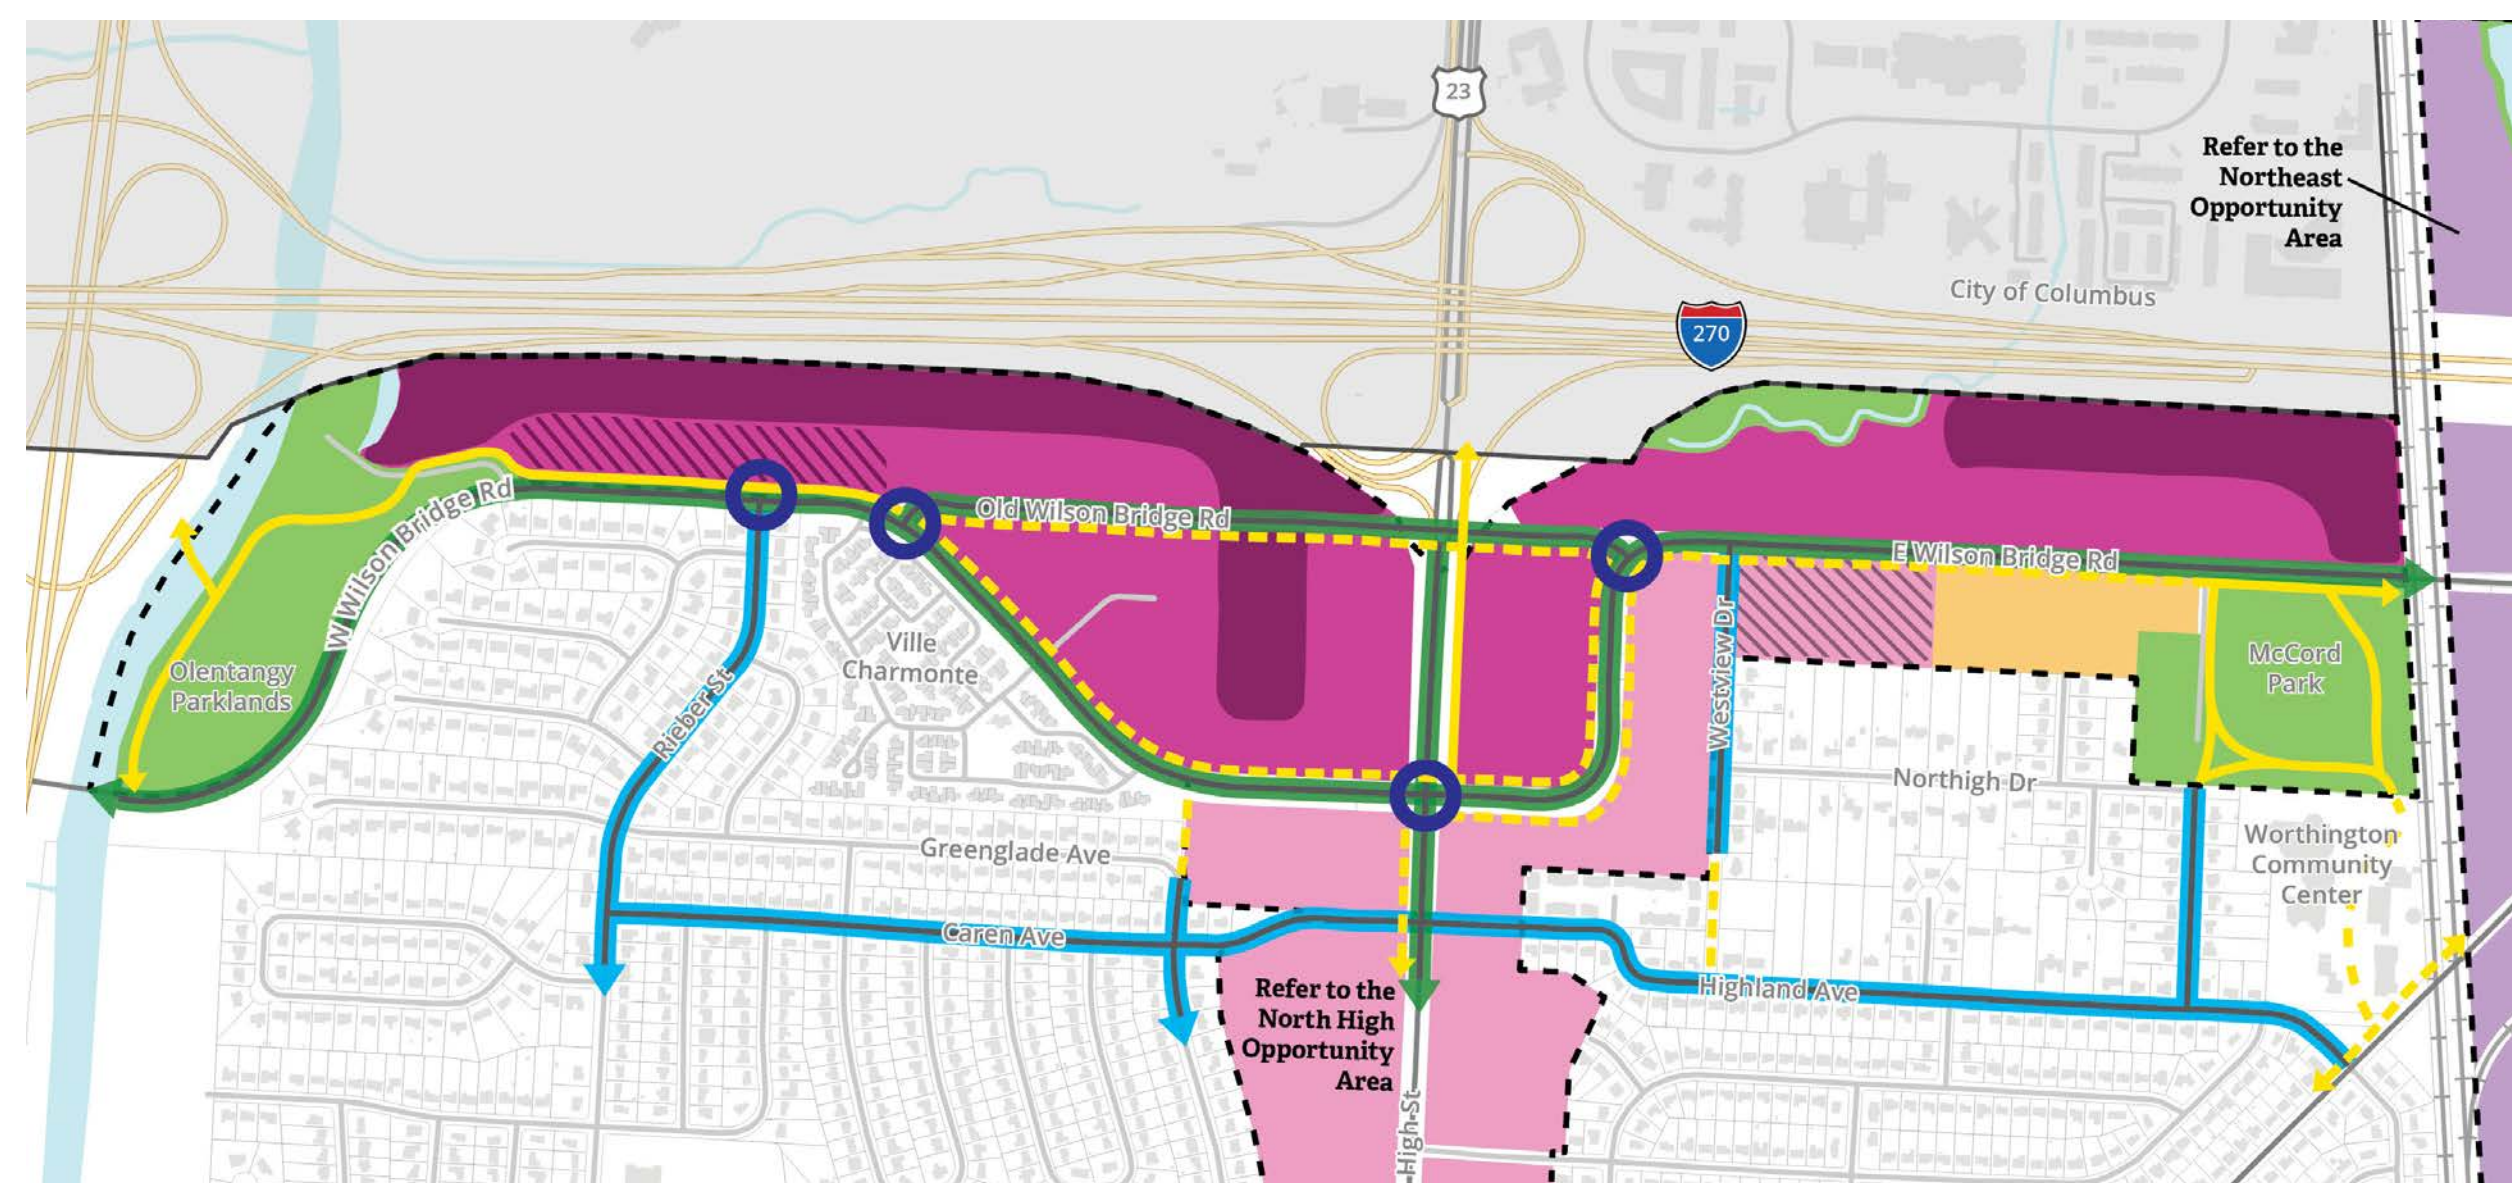 23
Refer to the
Northeast
Opportunity
Area
City of Columbus
270
Old Wilson Bridge Rd
W Wilson Bridge Rd
E Wilson Bridge Rd
Ville
Charmonte
Olentangy
Parklands
Rieber St
Westview Dr
McCord
Park
Northigh Dr
Greenglade Ave
Worthington
Community
Center
Caren Ave
Highland Ave
Refer to the
North High
Opportunity
Area
High St